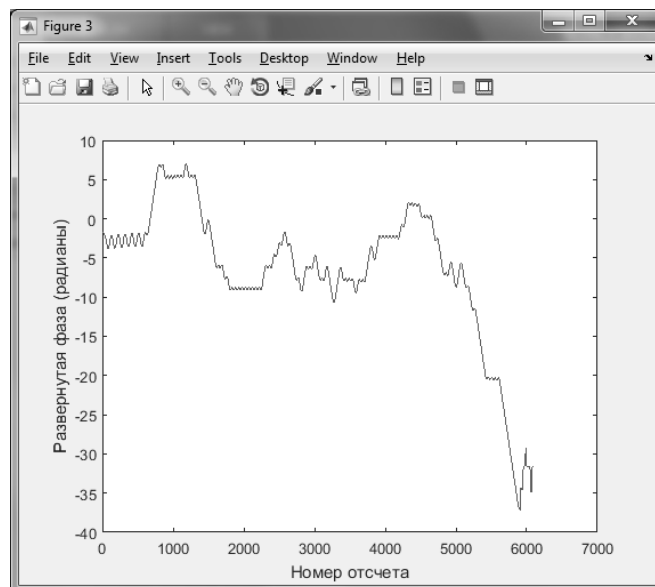 Figure 3
File Edit View Insert Tools Desktop Window Help
10
5
0
-5
-10
-15
-20
-25
-30
-35
-40
Развернутая фаза (радианы)
0 1000 2000 3000 4000 5000 6000 7000
Номер отсчета